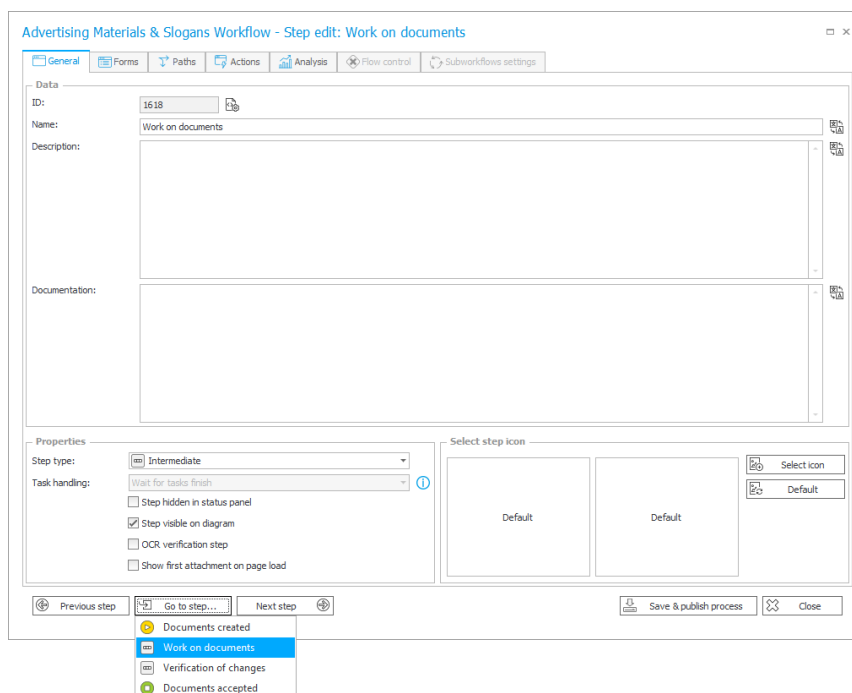 Advertising Materials & Slogans Workflow - Step edit: Work on documents
General Forms Paths Actions Analysis Flow control Subworkflows settings
Data
ID: 1618
Name: Work on documents
Description:
Documentation:
Properties
Step type: Intermediate
Task handling: Wait for tasks finish
Step hidden in status panel
Step visible on diagram
OCR verification step
Show first attachment on page load
Select step icon
Default Default
Select icon
Default
Previous step Go to step... Next step Save & publish process Close
Documents created
Work on documents
Verification of changes
Documents accepted